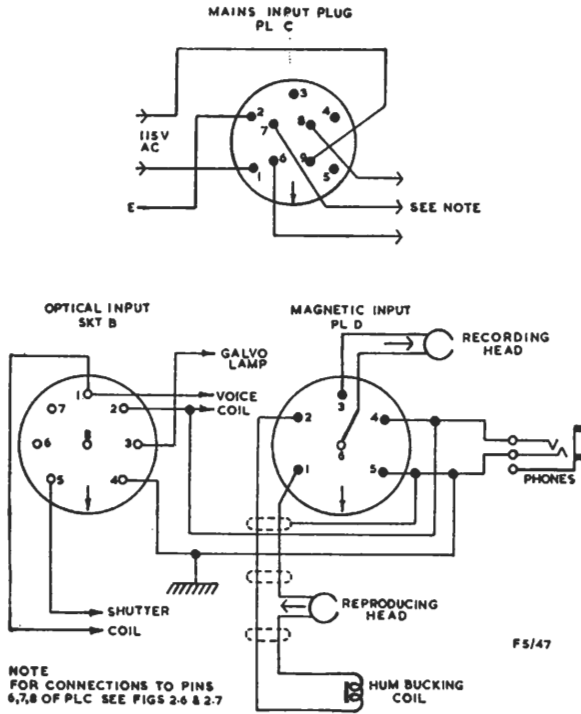 MAINS INPUT PLUG
PL C
3
2
4
7
8
115V
AC
6
9
1
5
E
SEE NOTE
OPTICAL INPUT
SKT B
MAGNETIC INPUT
PL D
RECORDING
HEAD
GALVO
LAMP
1
VOICE
7
2
COIL
3
2
4
6
8
3
6
5
4
1
5
PHONES
SHUTTER
COIL
REPRODUCING
HEAD
F5/47
NOTE
FOR CONNECTIONS TO PINS
6,7,8 OF PLC SEE FIGS 2·6 & 2·7
HUM BUCKING
COIL